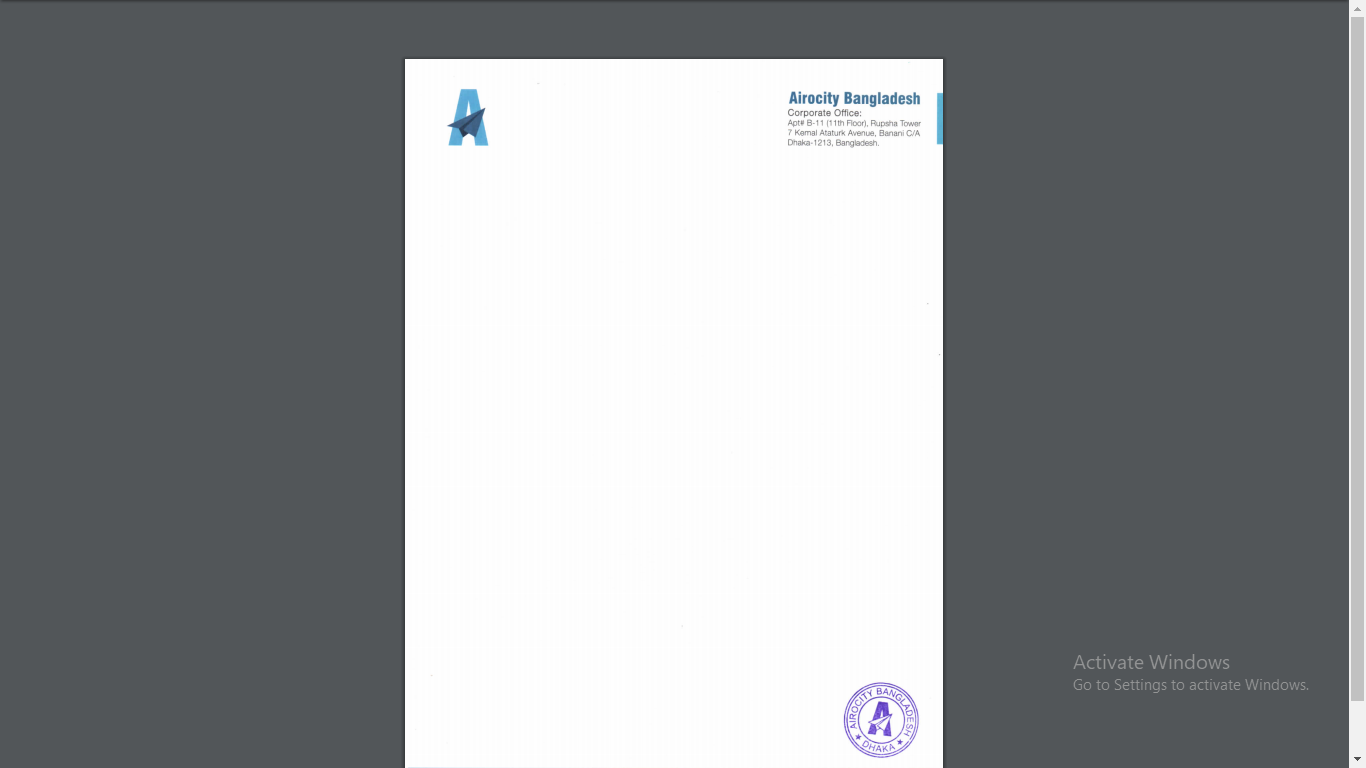 Airocity Bangladesh
Corporate Office:
Apt# B-11 (11th Floor), Rupsha Tower
7 Kemal Ataturk Avenue, Banani C/A
Dhaka-1213, Bangladesh.
Activate Windows
Go to Settings to activate Windows.
AIROCITY BANGLADESH
A
★ DHAKA ★